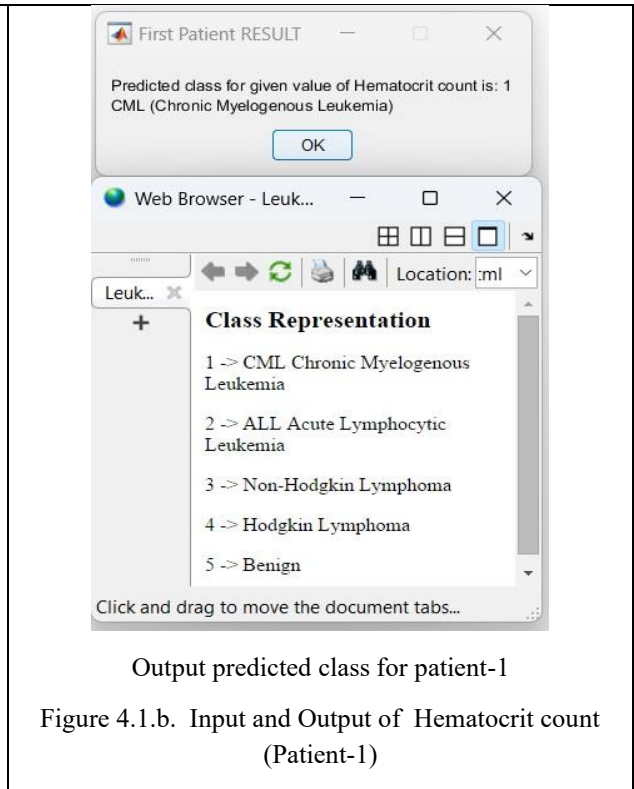 First Patient RESULT
Predicted class for given value of Hematocrit count is: 1
CML (Chronic Myelogenous Leukemia)
OK
Web Browser - Leuk...
Location: :ml
Leuk...
Class Representation
1 -> CML Chronic Myelogenous
Leukemia
2 -> ALL Acute Lymphocytic
Leukemia
3 -> Non-Hodgkin Lymphoma
4 -> Hodgkin Lymphoma
5 -> Benign
Click and drag to move the document tabs...
Output predicted class for patient-1
Figure 4.1.b. Input and Output of Hematocrit count
(Patient-1)